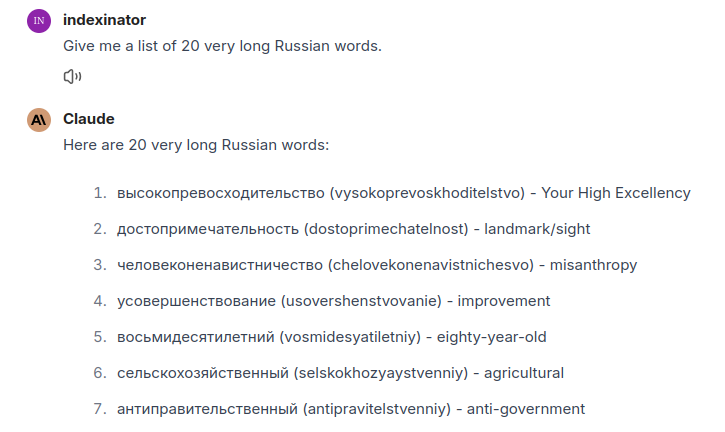 IN indexinator
Give me a list of 20 very long Russian words.
Claude
Here are 20 very long Russian words:
1. высокопревосходительство (vysokoprevoskhoditelstvo) - Your High Excellency
2. достопримечательность (dostoprimechatelnost) - landmark/sight
3. человеконенавистничество (chelovekonenavistnichesvo) - misanthropy
4. усовершенствование (usovershenstvovanie) - improvement
5. восьмидесятилетний (vosmidesyatiletniy) - eighty-year-old
6. сельскохозяйственный (selskokhozyaystvenniy) - agricultural
7. антиправительственный (antipravitelstvenniy) - anti-government